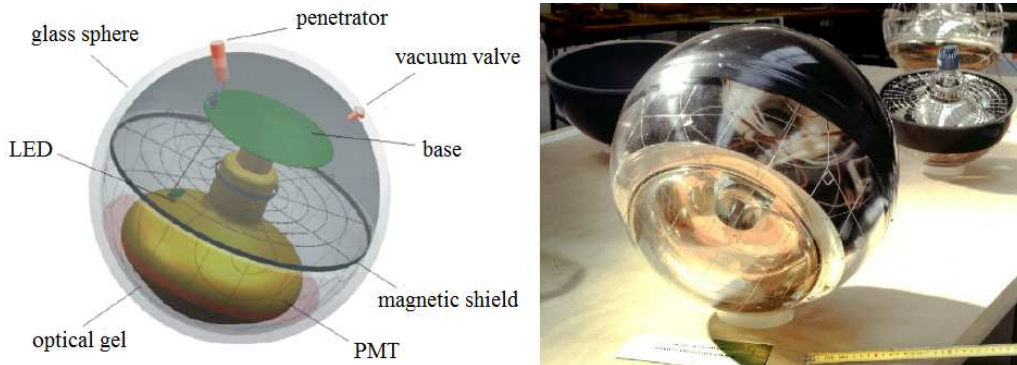 penetrator
glass sphere
vacuum valve
LED
base
magnetic shield
optical gel
PMT